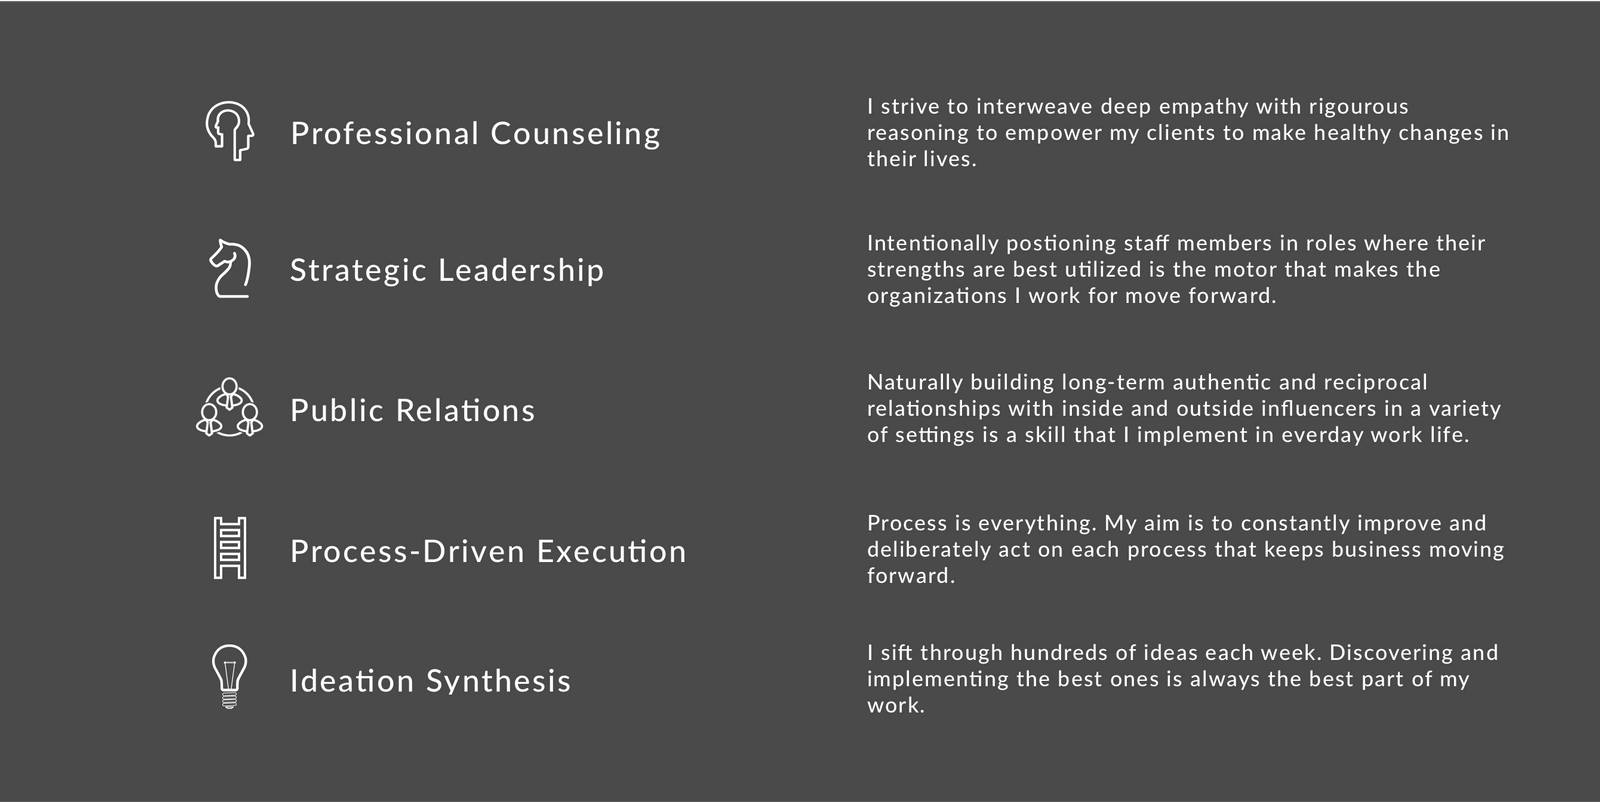 Professional Counseling
I strive to interweave deep empathy with rigourous
reasoning to empower my clients to make healthy changes in
their lives.
Strategic Leadership
Intentionally postioning staff members in roles where their
strengths are best utilized is the motor that makes the
organizations I work for move forward.
Public Relations
Naturally building long-term authentic and reciprocal
relationships with inside and outside influencers in a variety
of settings is a skill that I implement in everday work life.
Process-Driven Execution
Process is everything. My aim is to constantly improve and
deliberately act on each process that keeps business moving
forward.
Ideation Synthesis
I sift through hundreds of ideas each week. Discovering and
implementing the best ones is always the best part of my
work.